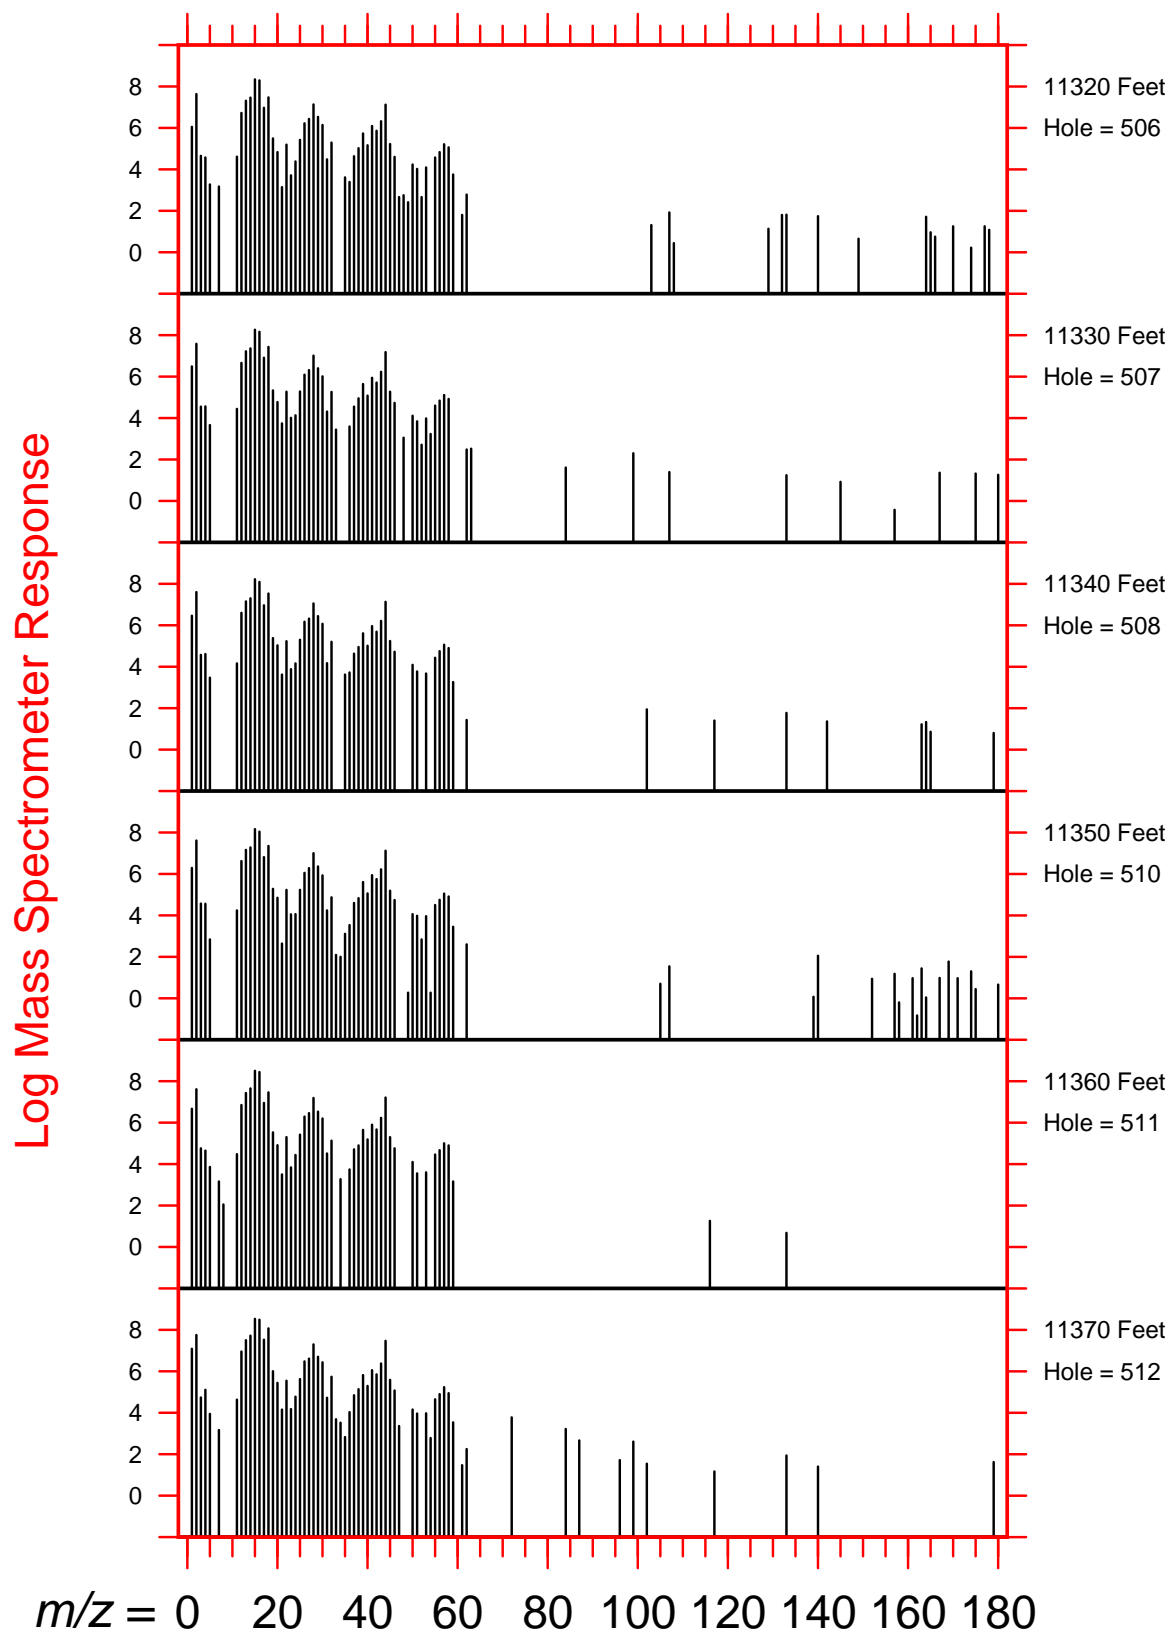 8 11320 Feet
6 Hole = 506
4
2
0
8 11330 Feet
6 Hole = 507
4
2
0
8 11340 Feet
6 Hole = 508
4
2
0
8 11350 Feet
6 Hole = 510
4
2
0
8 11360 Feet
6 Hole = 511
4
2
0
8 11370 Feet
6 Hole = 512
4
2
0
Log Mass Spectrometer Response
m/z = 0 20 40 60 80 100 120 140 160 180